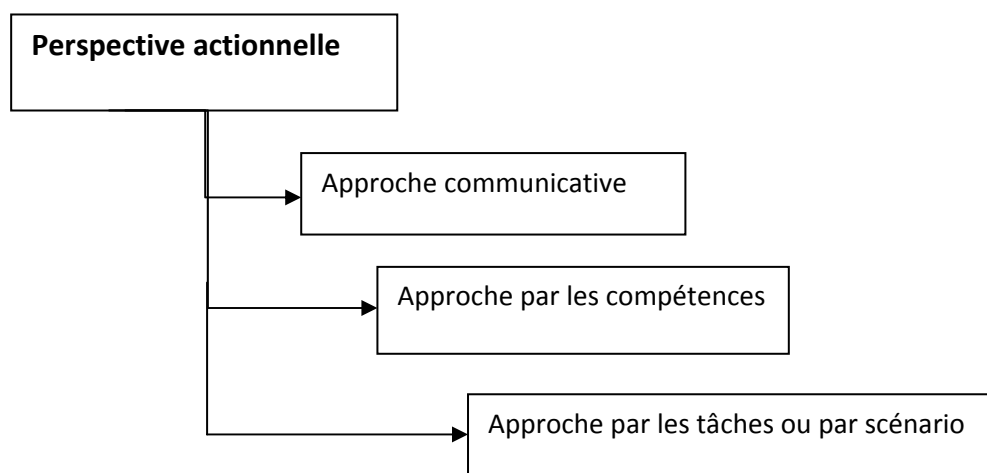 Perspective actionnelle
Approche communicative
Approche par les compétences
Approche par les tâches ou par scénario